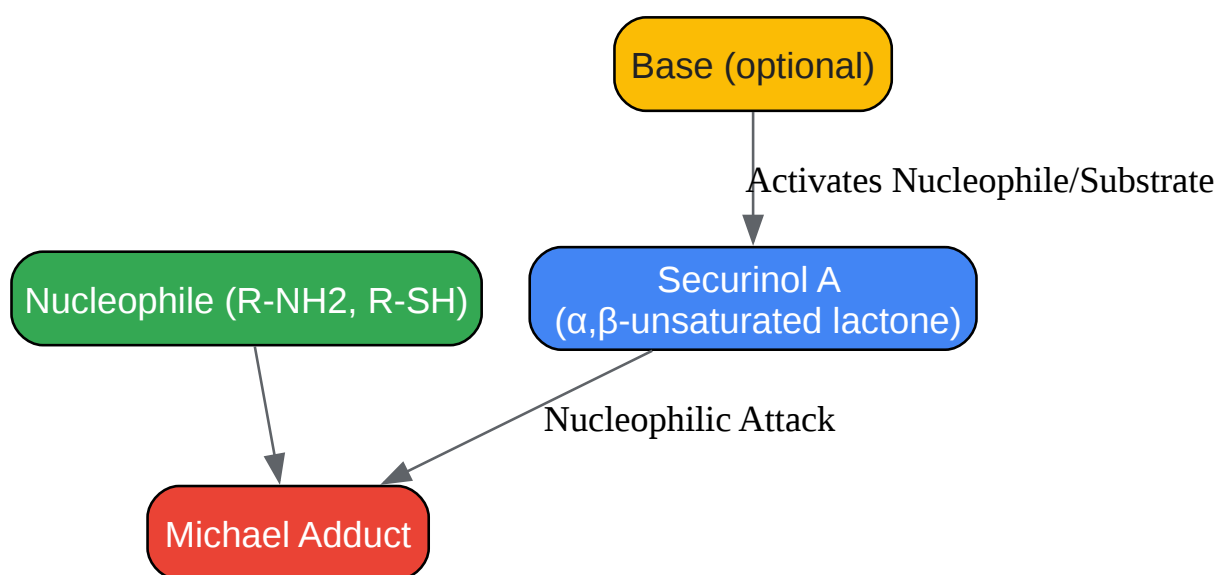 Base (optional)
Activates Nucleophile/Substrate
Nucleophile (R-NH2, R-SH)
Securinol A
(α,β-unsaturated lactone)
Nucleophilic Attack
Michael Adduct